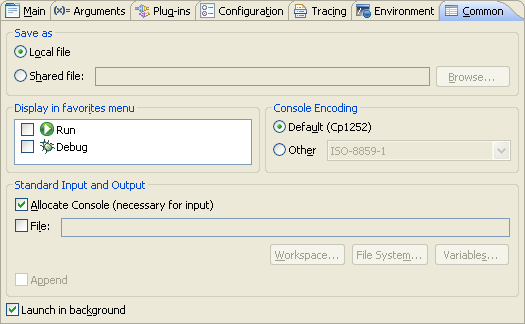 Main (x)= Arguments Plug-ins Configuration Tracing Environment Common
Save as
Local file
Shared file: Browse...
Display in favorites menu
Run
Debug
Console Encoding
Default (Cp1252)
Other ISO-8859-1
Standard Input and Output
Allocate Console (necessary for input)
File:
Workspace... File System... Variables...
Append
Launch in background